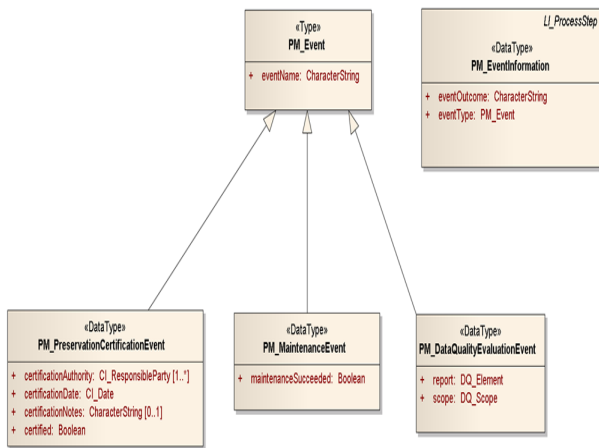 «Type»
PM_Event
+ eventName: CharacterString
LI_ProcessStep
«DataType»
PM_EventInformation
+ eventOutcome: CharacterString
+ eventType: PM_Event
«DataType»
PM_PreservationCertificationEvent
+ certificationAuthority: CI_ResponsibleParty [1..*]
+ certificationDate: CI_Date
+ certificationNotes: CharacterString [0..1]
+ certified: Boolean
«DataType»
PM_MaintenanceEvent
+ maintenanceSucceeded: Boolean
«DataType»
PM_DataQualityEvaluationEvent
+ report: DQ_Element
+ scope: DQ_Scope